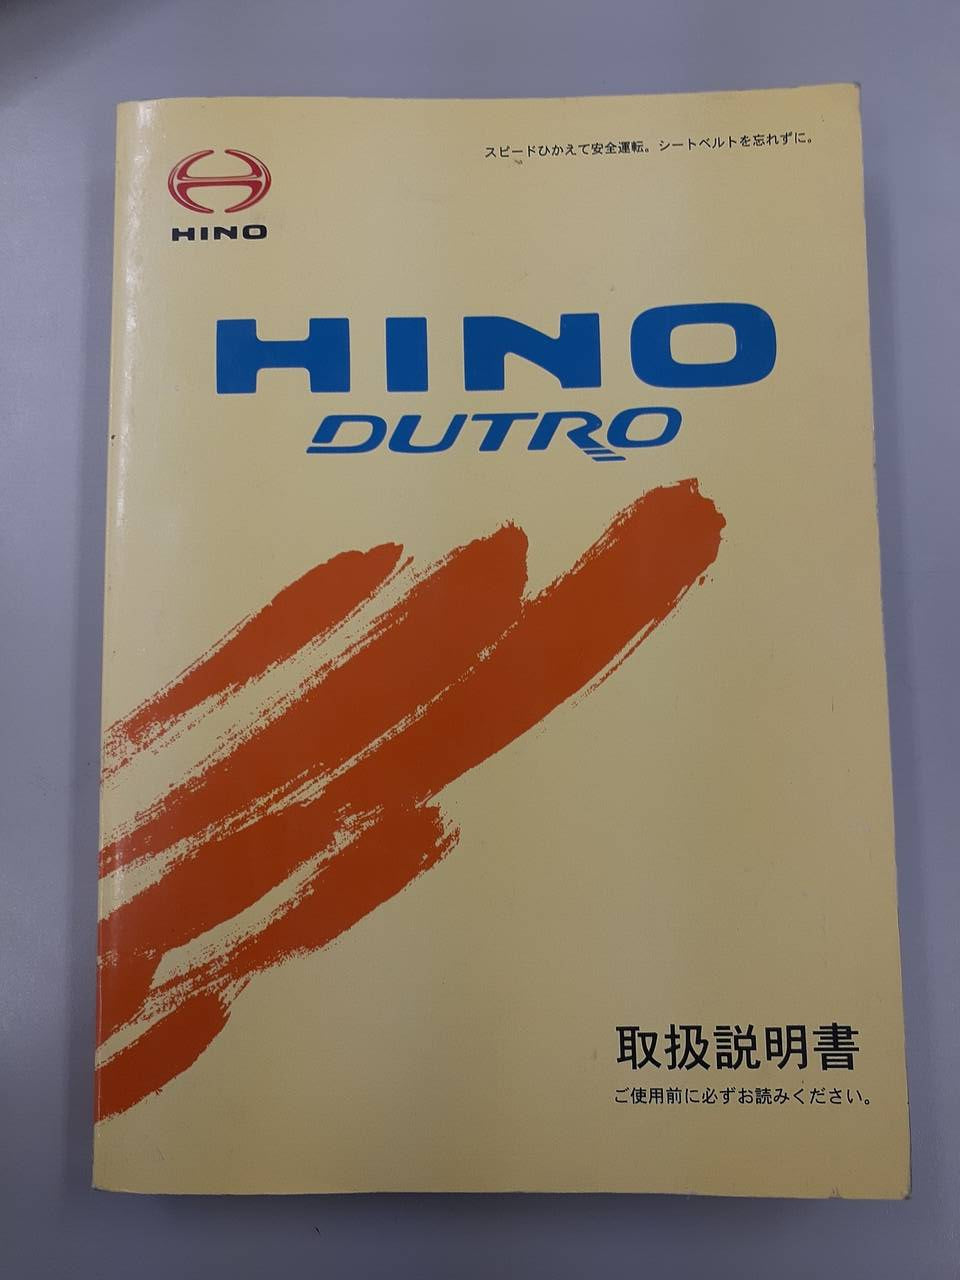 スピードひかえて安全運転。シートベルトを忘れずに。
HINO
HINO
DUTRO
取扱説明書
ご使用前に必ずお読みください。